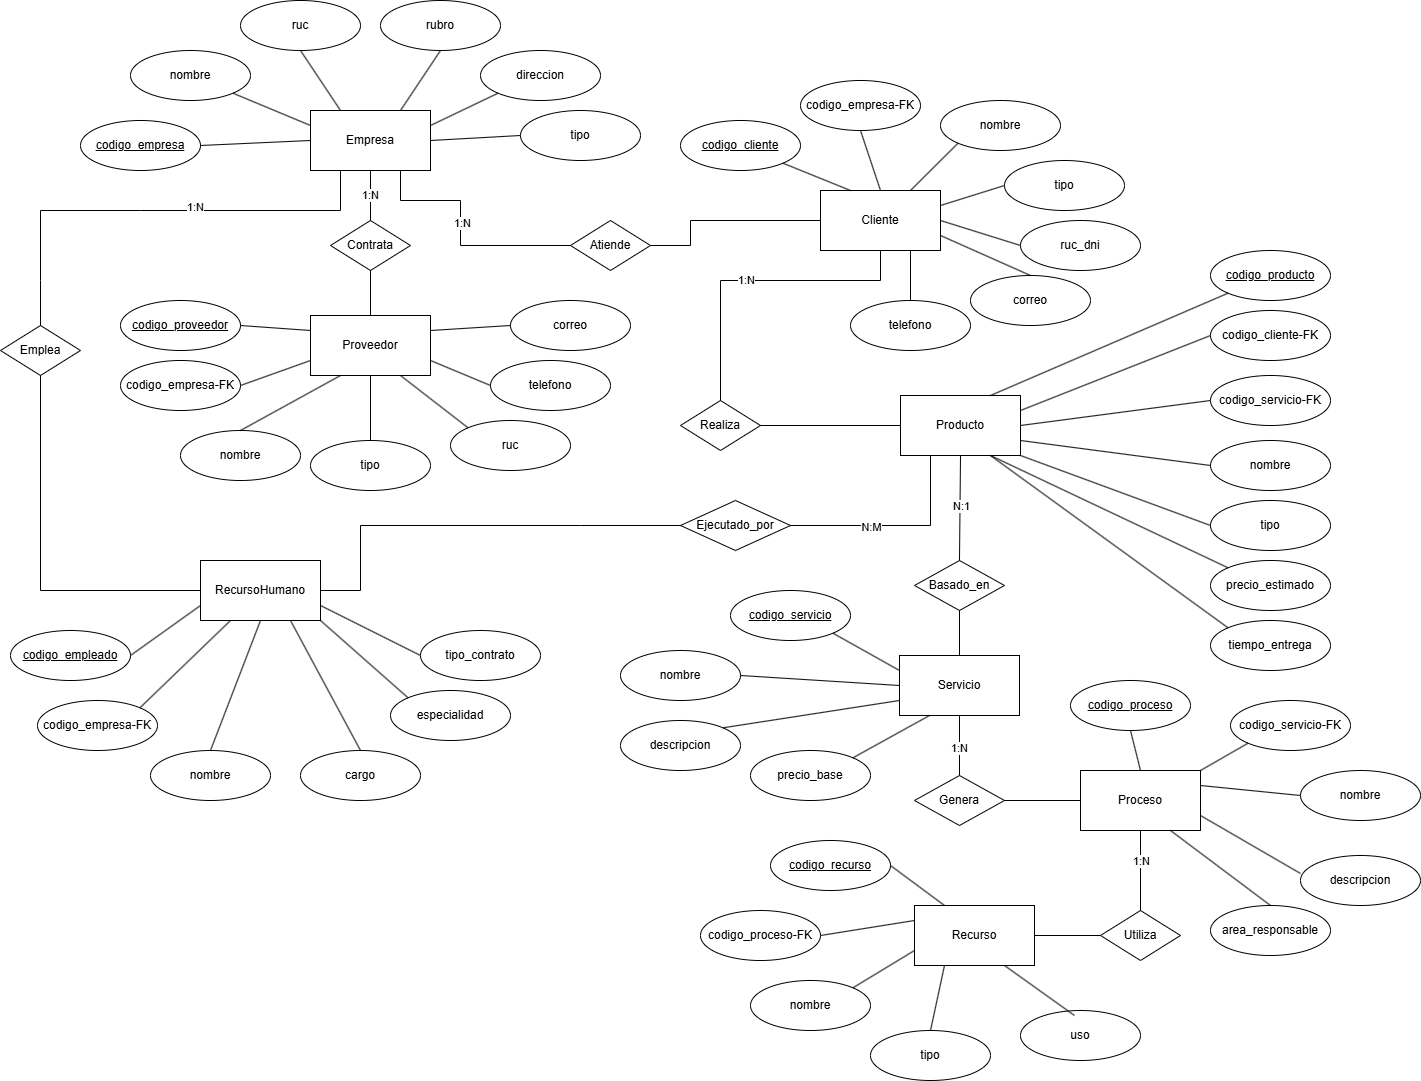 ruc
rubro
nombre
direccion
codigo_empresa
Empresa
tipo
codigo_empresa-FK
nombre
codigo_cliente
tipo
1:N
1:N
1:N
Cliente
Contrata
Atiende
ruc_dni
1:N
correo
telefono
codigo_producto
codigo_proveedor
Proveedor
correo
codigo_cliente-FK
Emplea
codigo_empresa-FK
telefono
codigo_servicio-FK
nombre
tipo
ruc
Realiza
Producto
nombre
N:1
Ejecutado_por
N:M
tipo
RecursoHumano
Basado_en
precio_estimado
codigo_servicio
tiempo_entrega
codigo_empleado
tipo_contrato
nombre
Servicio
codigo_empresa-FK
especialidad
descripcion
codigo_proceso
codigo_servicio-FK
1:N
nombre
cargo
precio_base
Genera
Proceso
nombre
codigo_recurso
1:N
descripcion
codigo_proceso-FK
Recurso
Utiliza
area_responsable
nombre
tipo
uso